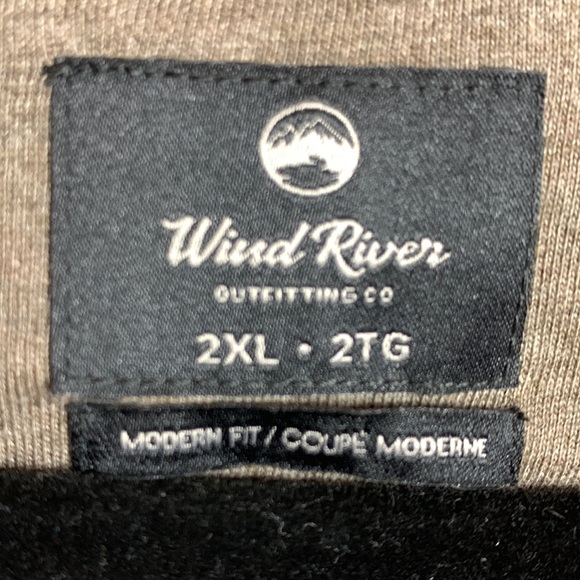 Wind River
OUTFITTING CO
2XL • 2TG
MODERN FIT / COUPE MODERNE